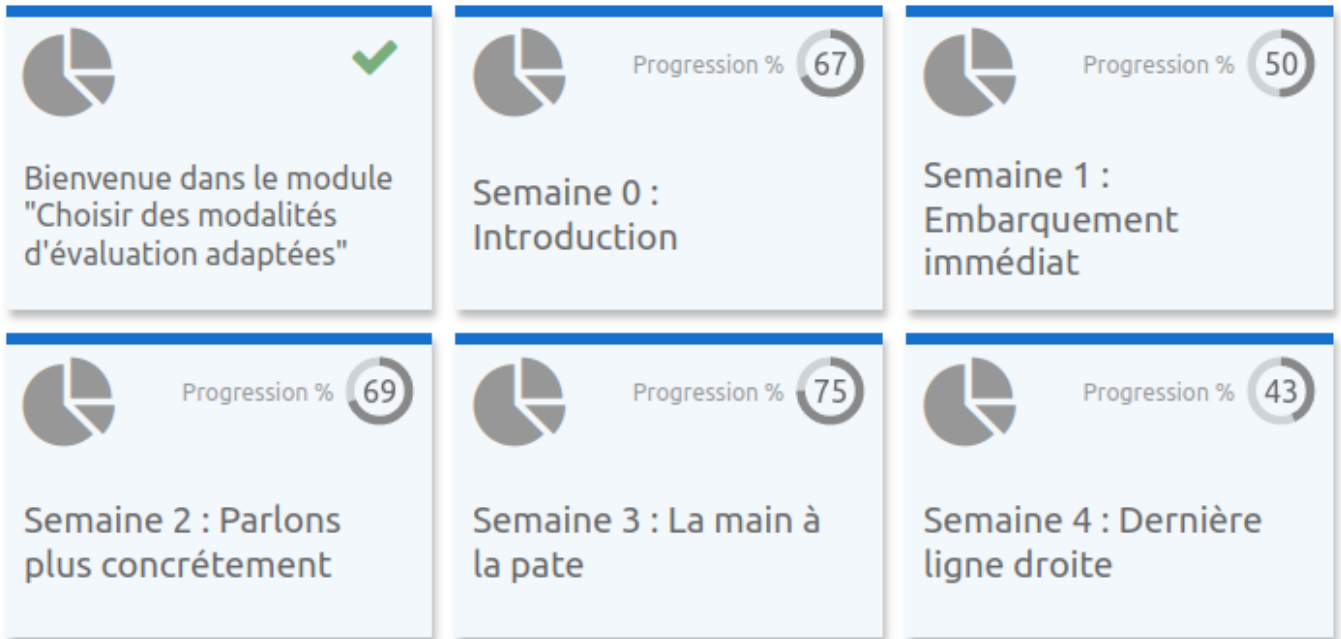 Bienvenue dans le module
"Choisir des modalités
d'évaluation adaptées"
Progression % 67
Semaine 0 :
Introduction
Progression % 50
Semaine 1 :
Embarquement
immédiat
Progression % 69
Semaine 2 : Parlons
plus concrétement
Progression % 75
Semaine 3 : La main à
la pate
Progression % 43
Semaine 4 : Dernière
ligne droite